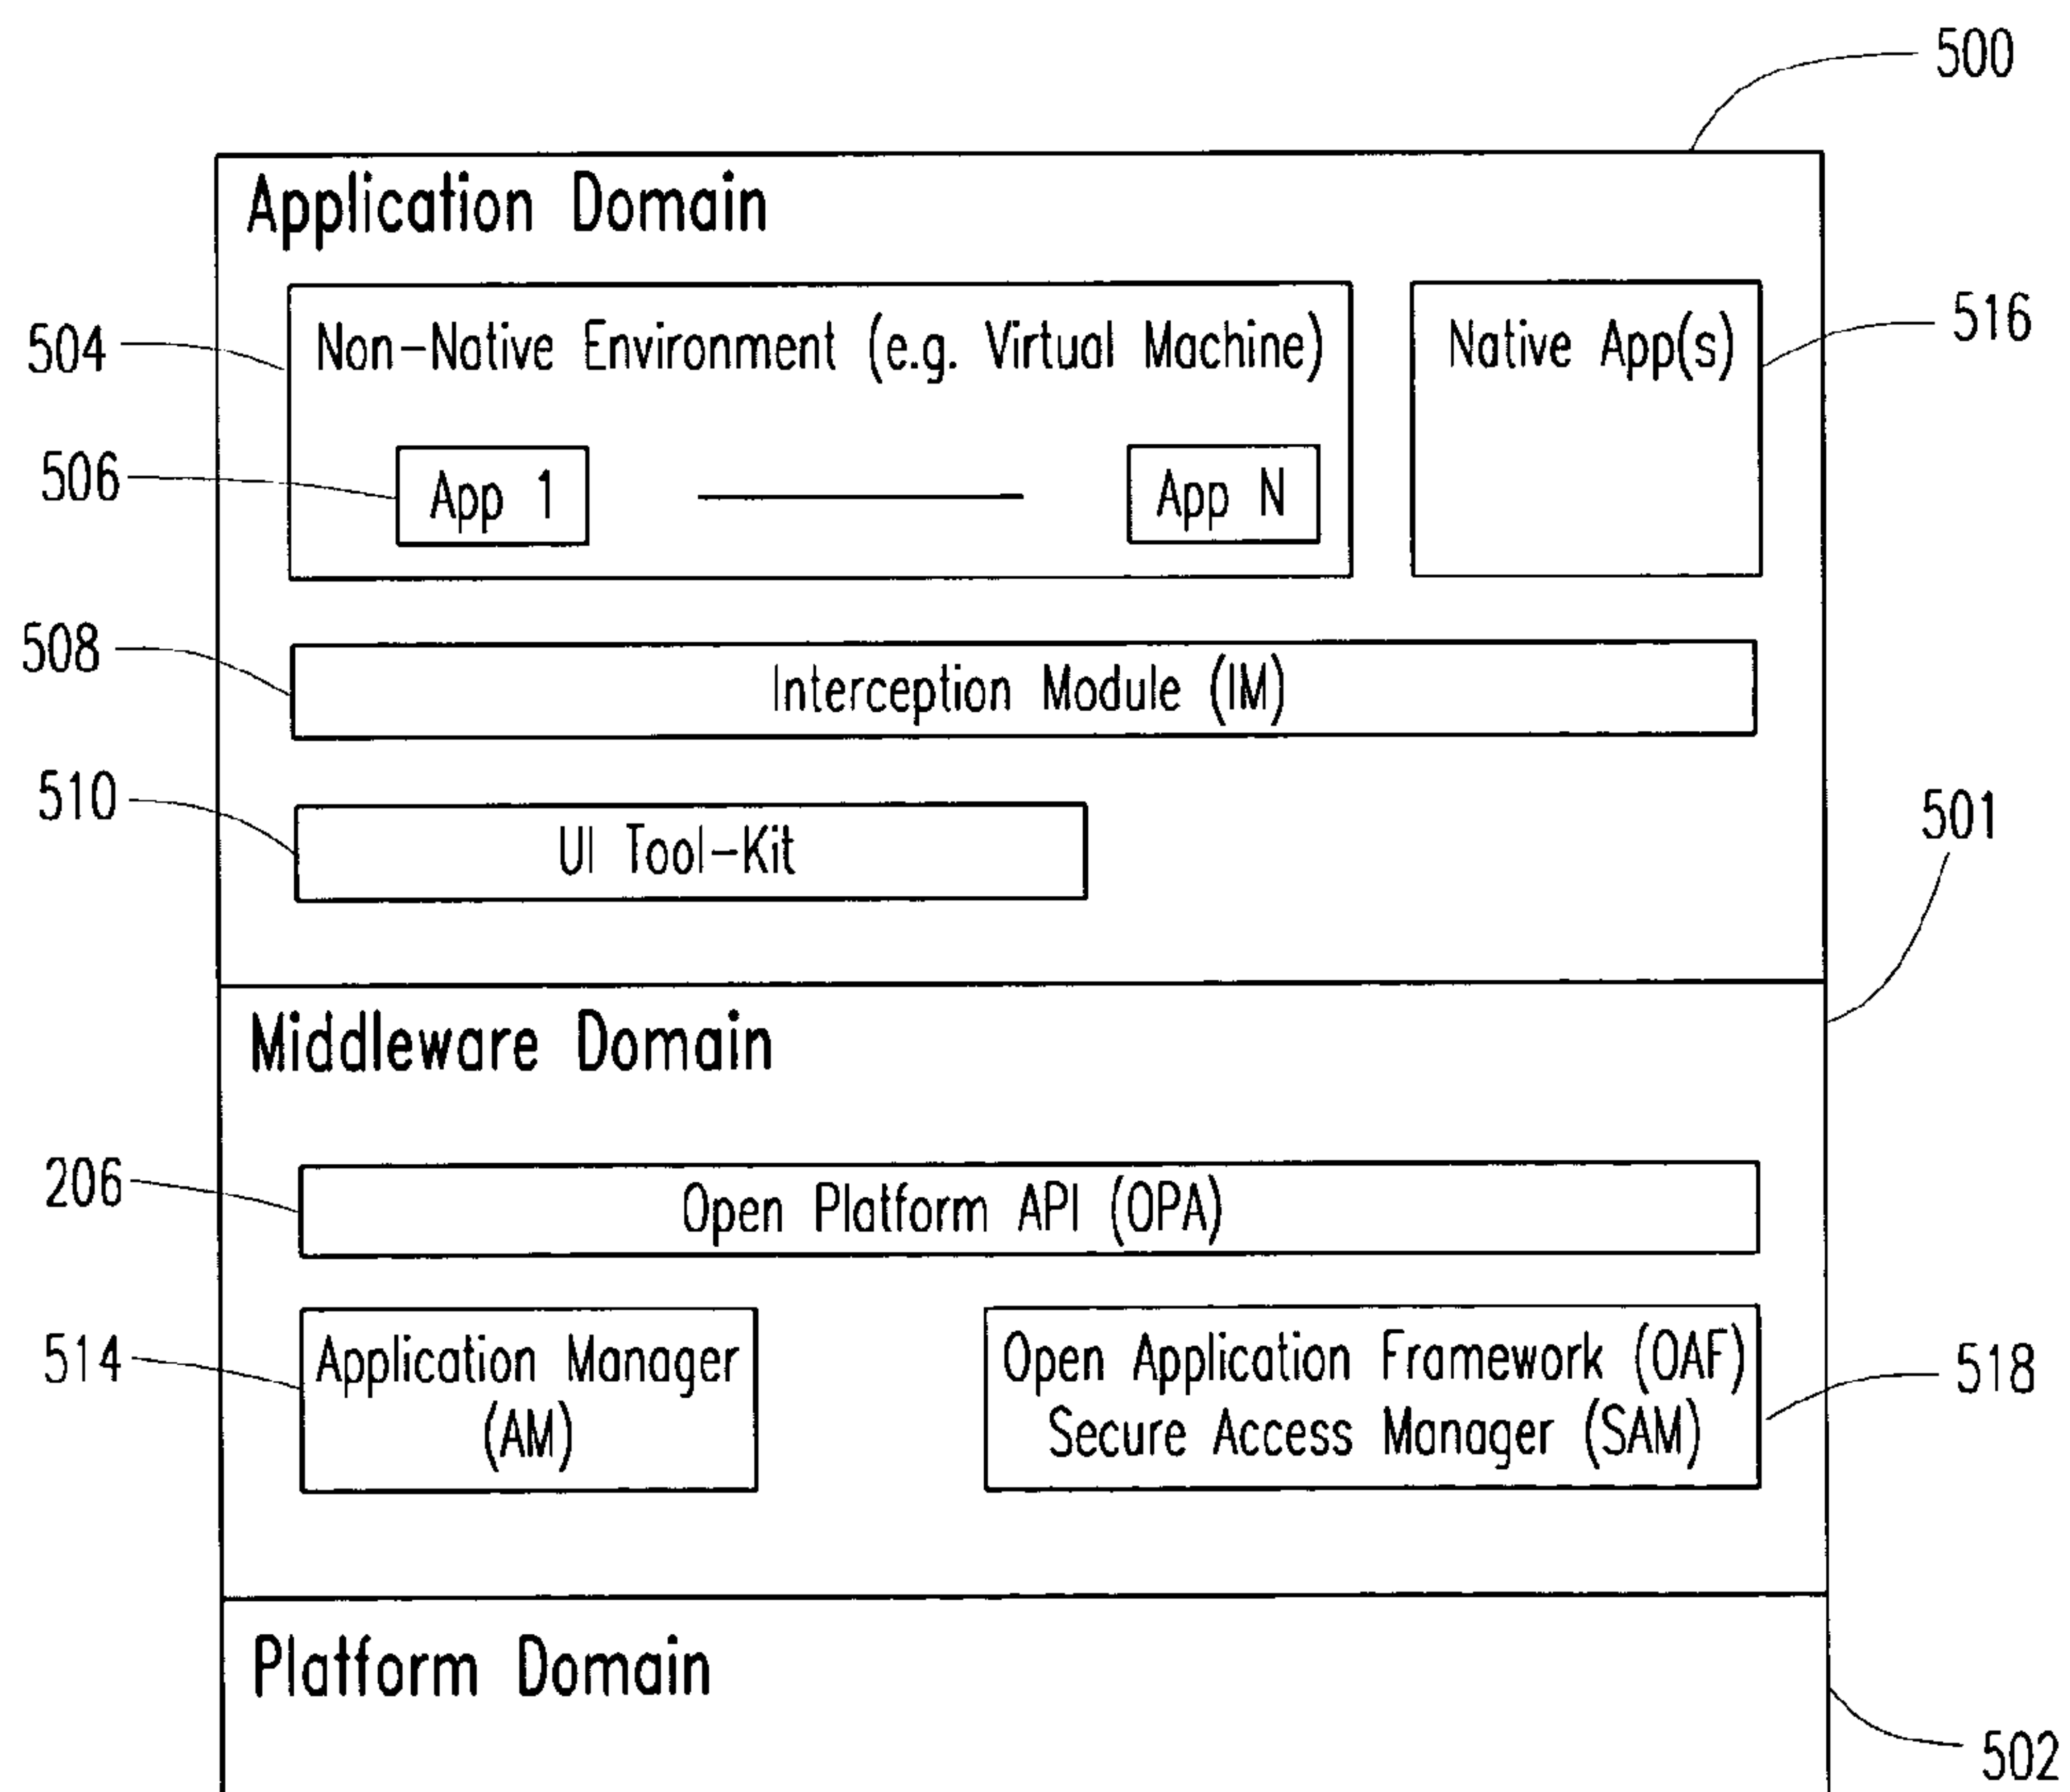 500
Application Domain
504
Non-Native Environment (e.g. Virtual Machine)
Native App(s)
516
506
App 1
App N
508
Interception Module (IM)
510
UI Tool-Kit
501
Middleware Domain
206
Open Platform API (OPA)
514
Application Manager
(AM)
Open Application Framework (OAF)
Secure Access Manager (SAM)
518
Platform Domain
502